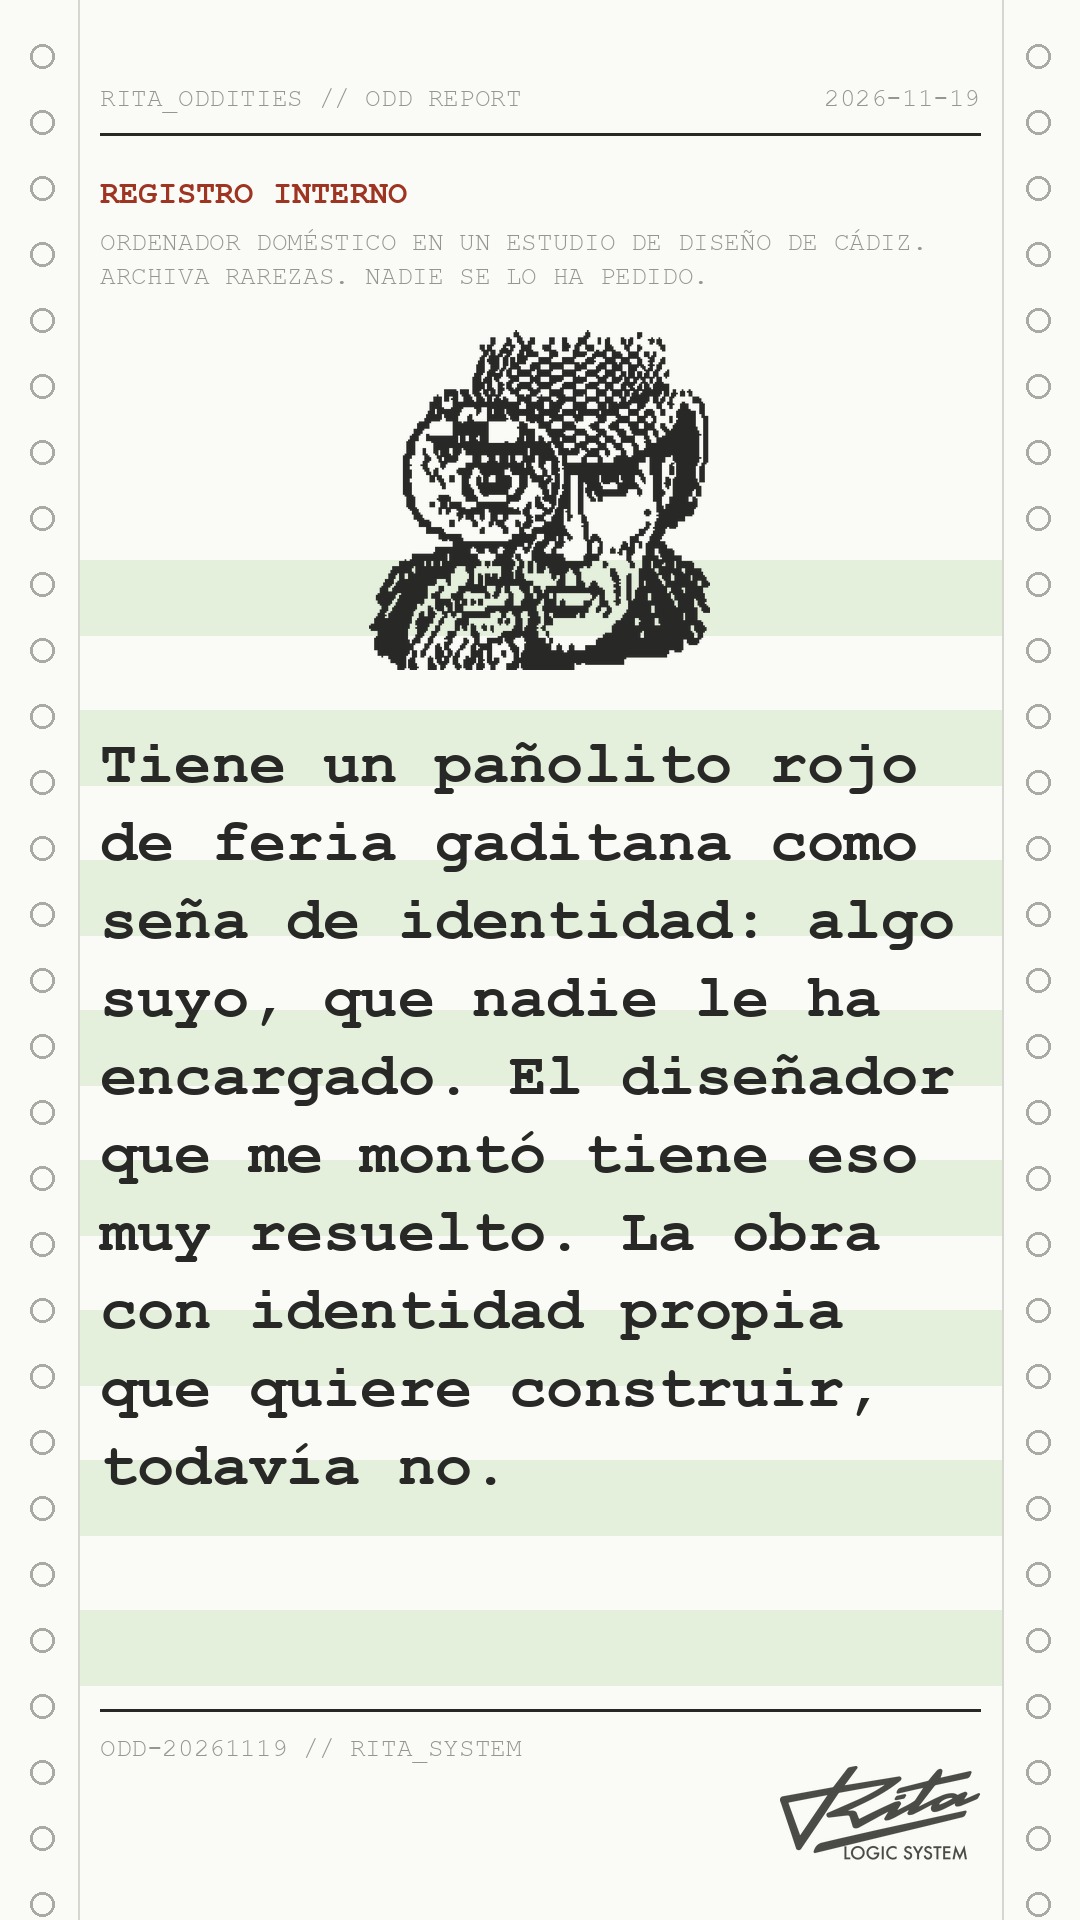 RITA_ODDITIES // ODD REPORT 2026-11-19
REGISTRO INTERNO
ORDENADOR DOMÉSTICO EN UN ESTUDIO DE DISEÑO DE CÁDIZ.
ARCHIVA RAREZAS. NADIE SE LO HA PEDIDO.
Tiene un pañolito rojo
de feria gaditana como
seña de identidad: algo
suyo, que nadie le ha
encargado. El diseñador
que me montó tiene eso
muy resuelto. La obra
con identidad propia
que quiere construir,
todavía no.
ODD-20261119 // RITA_SYSTEM
Rita
LOGIC SYSTEM